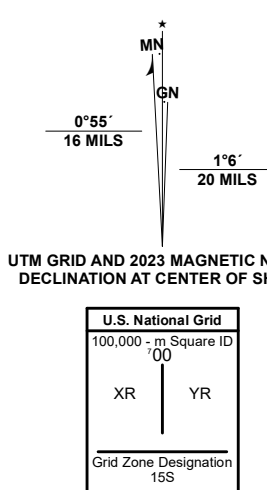 ★
MN
GN
0°55´
16 MILS
1°6´
20 MILS
UTM GRID AND 2023 MAGNETIC
DECLINATION AT CENTER OF
U.S. National Grid
100,000 - m Square ID
⁷00
XR YR
Grid Zone Designation
15S